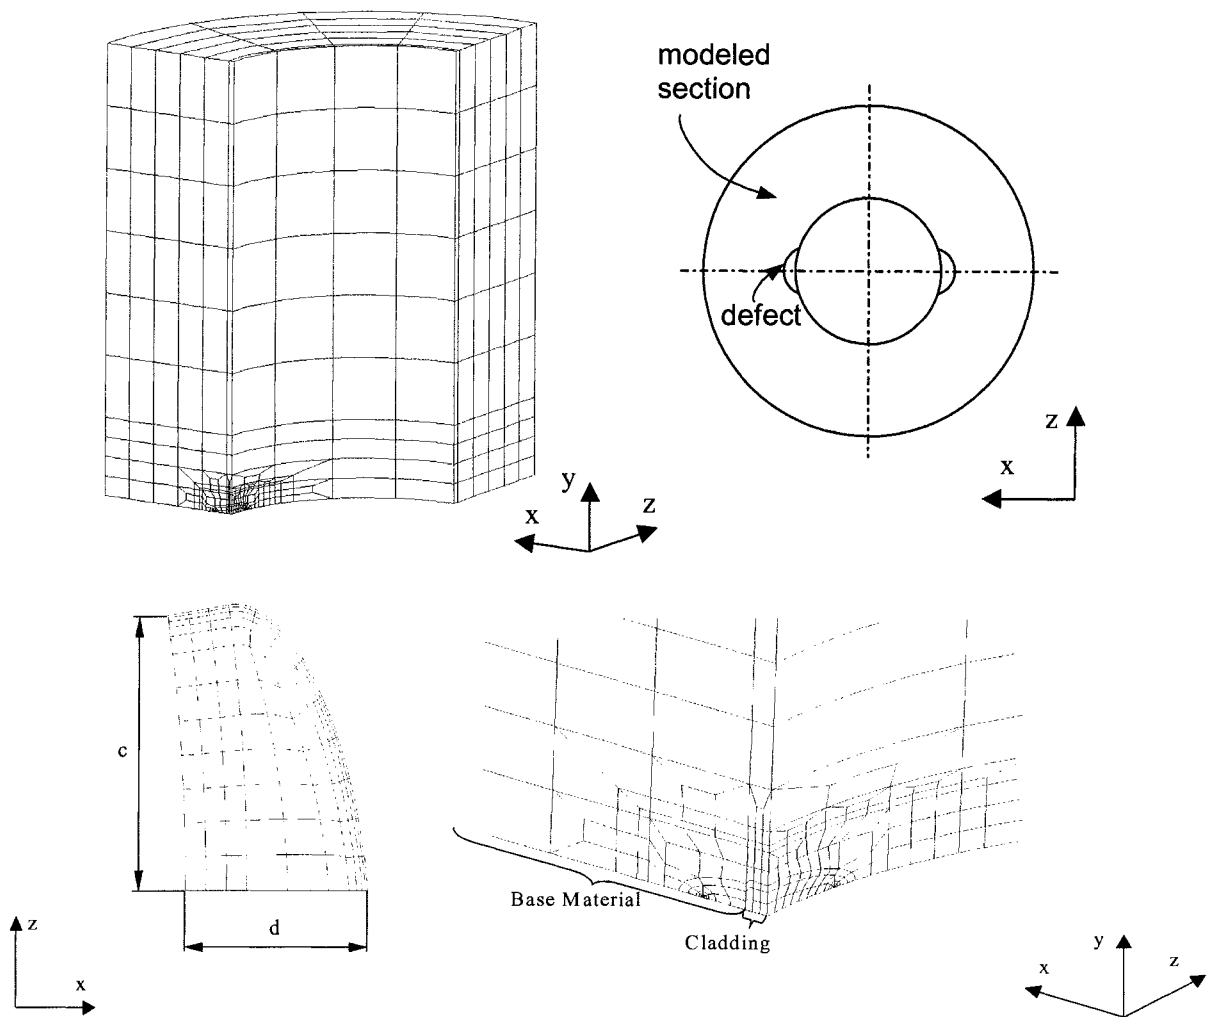 modeled
section
defect
z
x
y
x
z
c
d
z
x
Base Material
Cladding
y
x
z